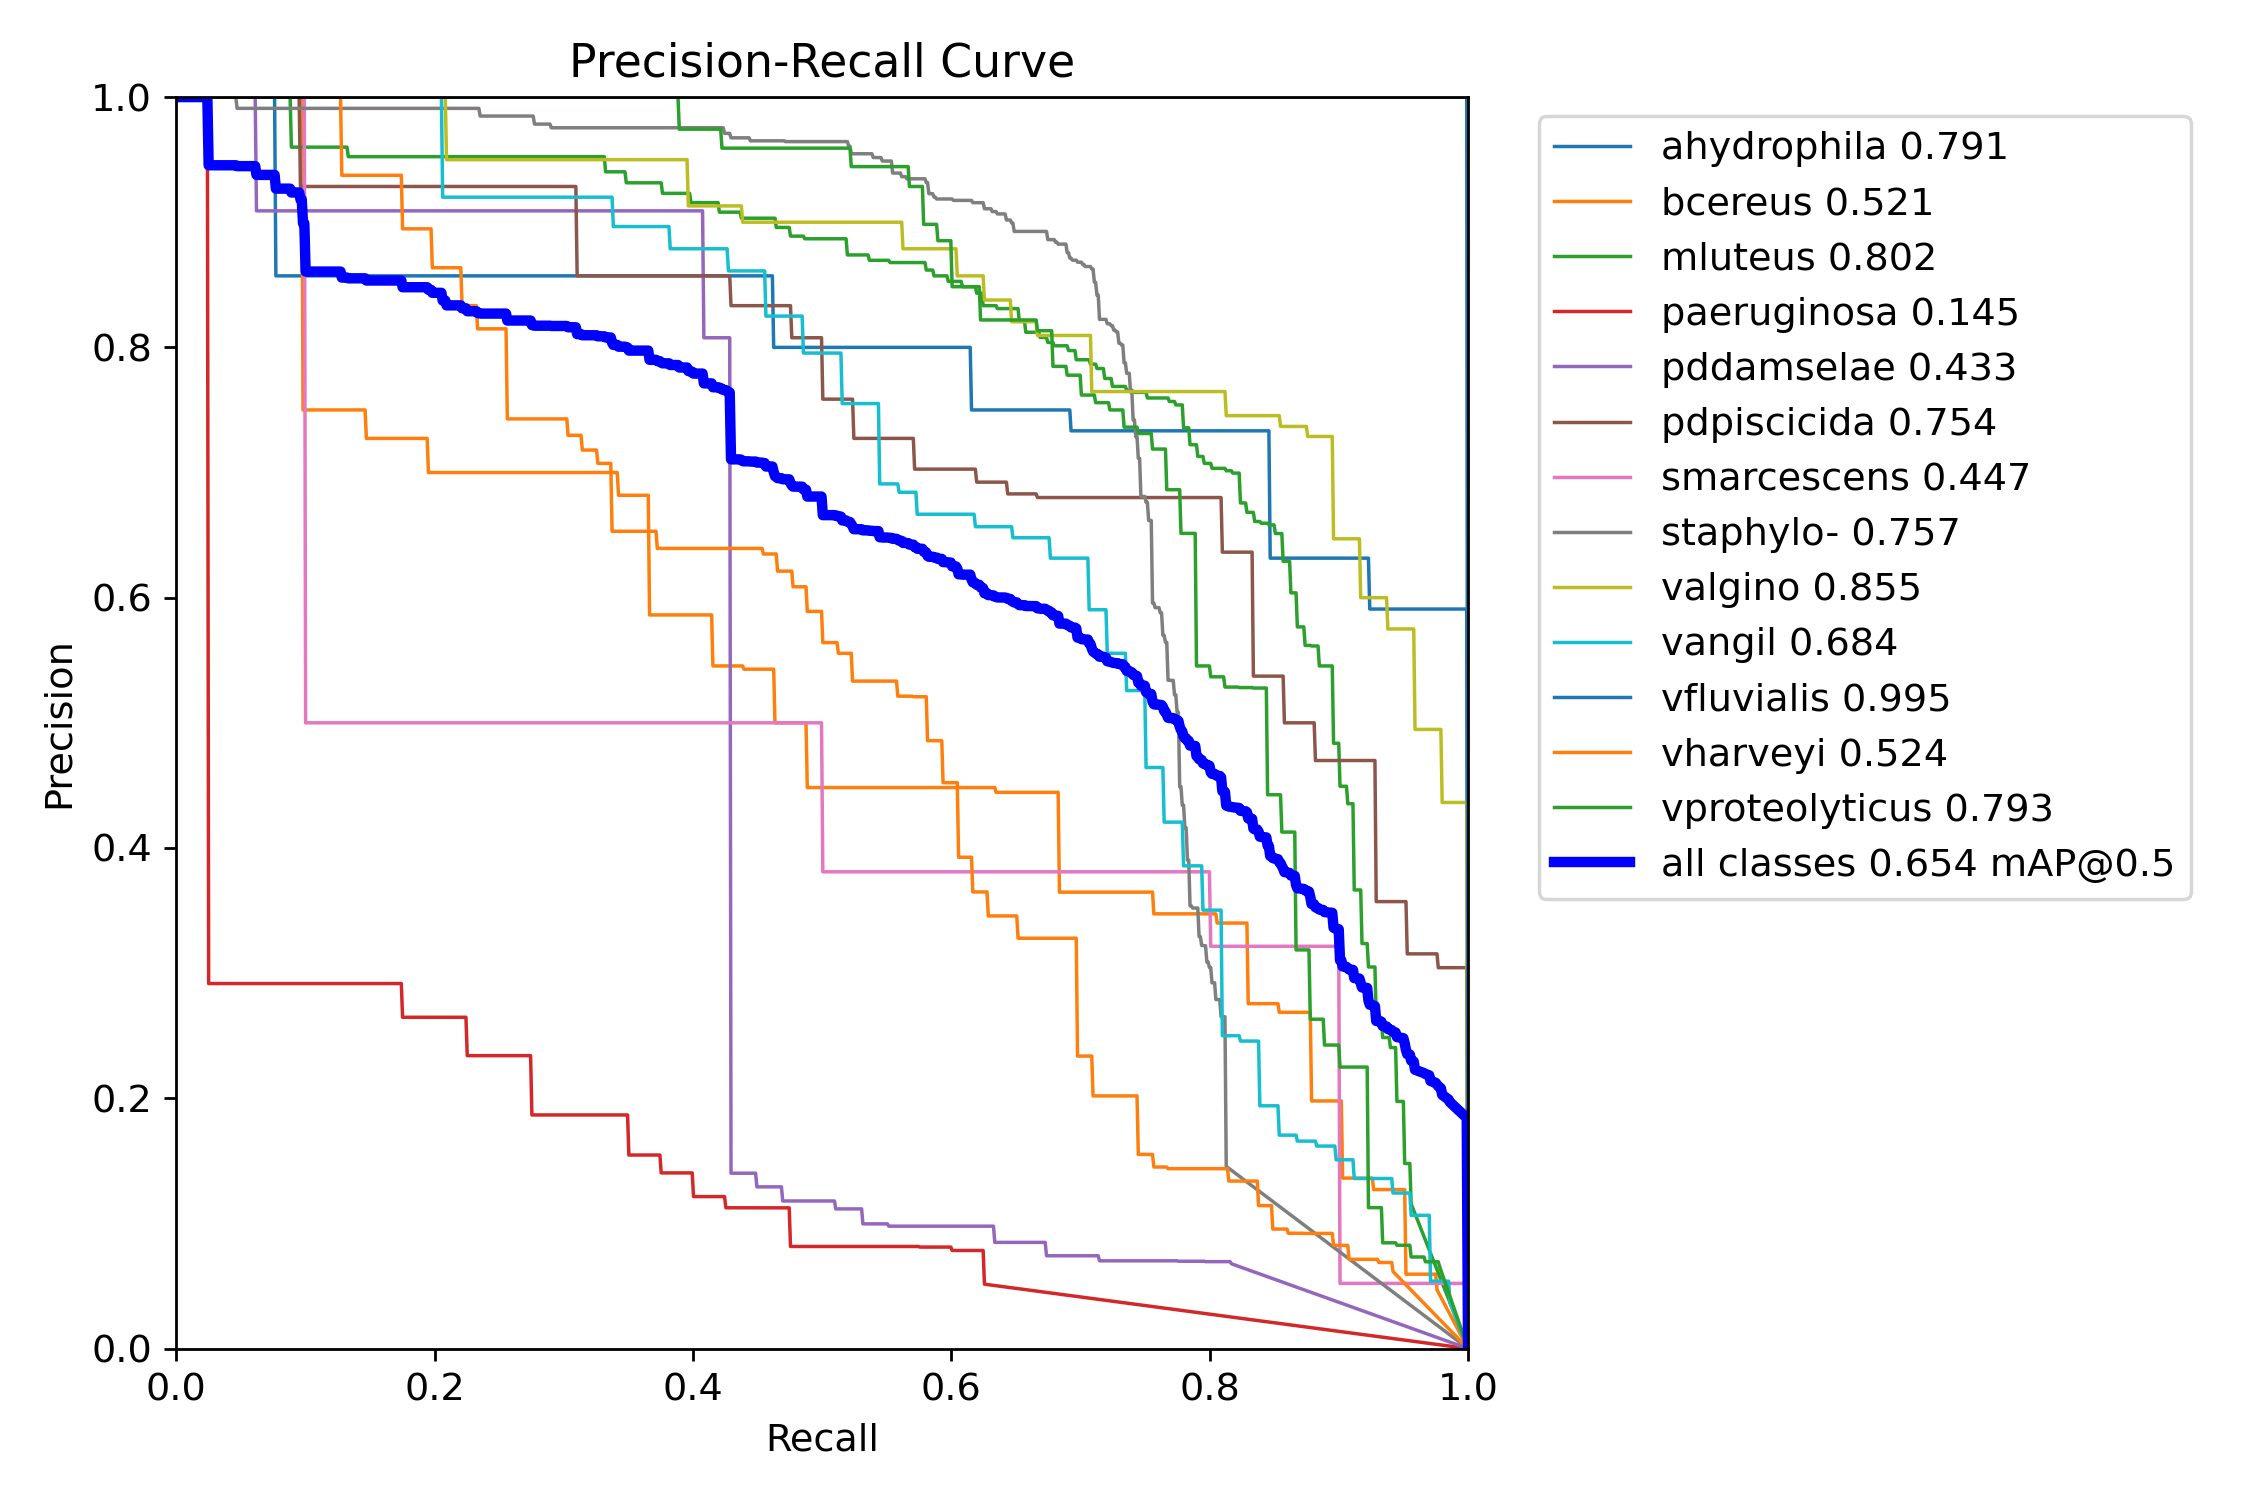 Precision-Recall Curve
1.0
0.8
0.6
0.4
0.2
0.0
Precision
0.0 0.2 0.4 0.6 0.8 1.0
Recall
ahydrophila 0.791
bcereus 0.521
mluteus 0.802
paeruginosa 0.145
pddamselae 0.433
pdpiscicida 0.754
smarcescens 0.447
staphylo- 0.757
valgino 0.855
vangil 0.684
vfluvialis 0.995
vharveyi 0.524
vproteolyticus 0.793
all classes 0.654 mAP@0.5